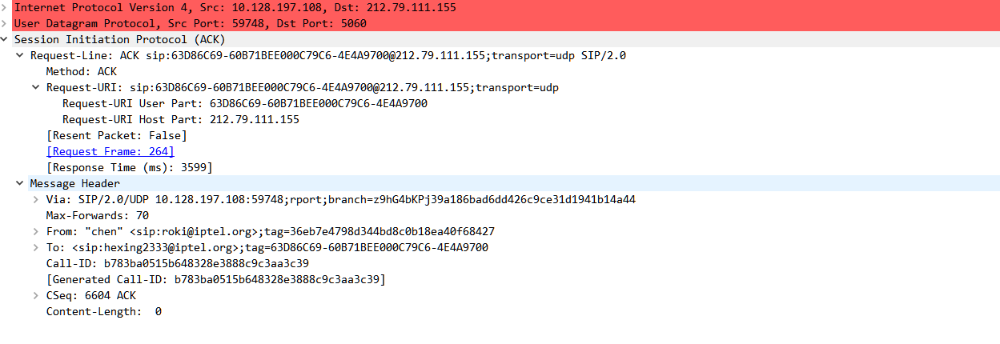 Internet Protocol Version 4, Src: 10.128.197.108, Dst: 212.79.111.155
User Datagram Protocol, Src Port: 59748, Dst Port: 5060
Session Initiation Protocol (ACK)
Request-Line: ACK sip:63D86C69-60B71BEE000C79C6-4E4A9700@212.79.111.155;transport=udp SIP/2.0
Method: ACK
Request-URI: sip:63D86C69-60B71BEE000C79C6-4E4A9700@212.79.111.155;transport=udp
Request-URI User Part: 63D86C69-60B71BEE000C79C6-4E4A9700
Request-URI Host Part: 212.79.111.155
[Resent Packet: False]
[Request Frame: 264]
[Response Time (ms): 3599]
Message Header
Via: SIP/2.0/UDP 10.128.197.108:59748;rport;branch=z9hG4bKPj39a186bad6dd426c9ce31d1941b14a44
Max-Forwards: 70
From: "chen" <sip:roki@iptel.org>;tag=36eb7e4798d344bd8c0b18ea40f68427
To: <sip:hexing2333@iptel.org>;tag=63D86C69-60B71BEE000C79C6-4E4A9700
Call-ID: b783ba0515b648328e3888c9c3aa3c39
[Generated Call-ID: b783ba0515b648328e3888c9c3aa3c39]
CSeq: 6604 ACK
Content-Length:  0